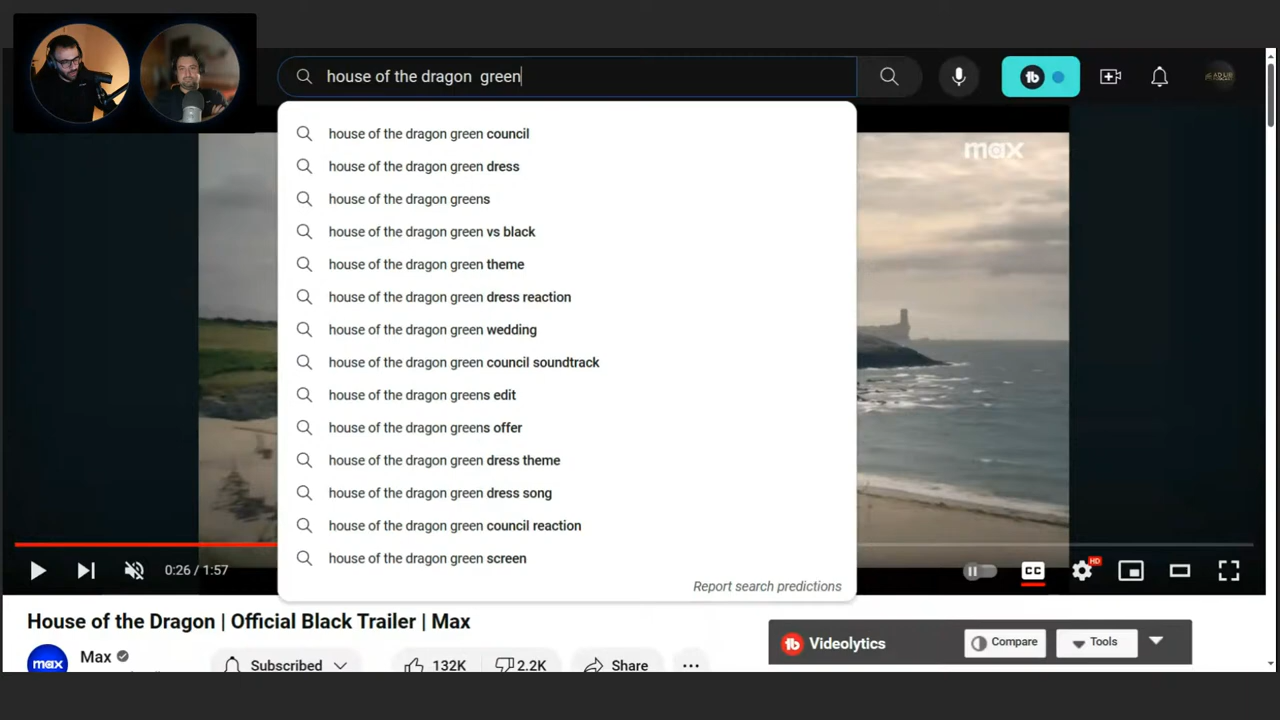 house of the dragon  green
house of the dragon green council
house of the dragon green dress
house of the dragon greens
house of the dragon green vs black
house of the dragon green theme
house of the dragon green dress reaction
house of the dragon green wedding
house of the dragon green council soundtrack
house of the dragon greens edit
house of the dragon greens offer
house of the dragon green dress theme
house of the dragon green dress song
house of the dragon green council reaction
house of the dragon green screen
Report search predictions
max
0:26 / 1:57
CC
HD
House of the Dragon | Official Black Trailer | Max
max
Max
Subscribed
132K
2.2K
Share
Videolytics
Compare
Tools